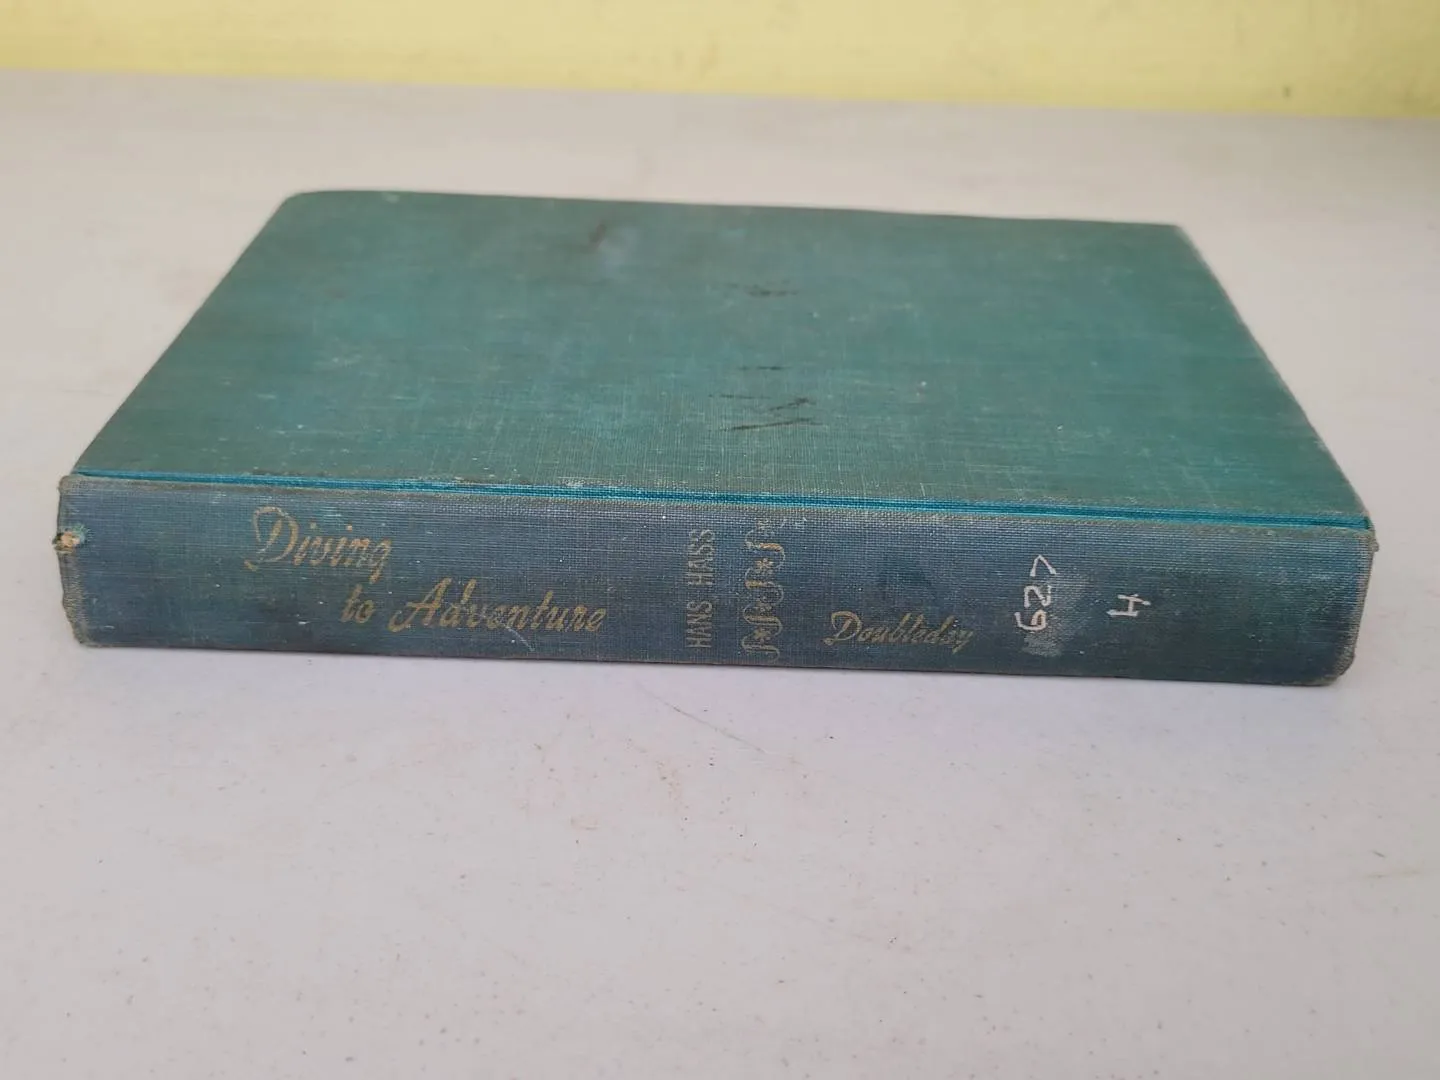 Diving
to Adventure
HANS HASS
Doubleday
627
H